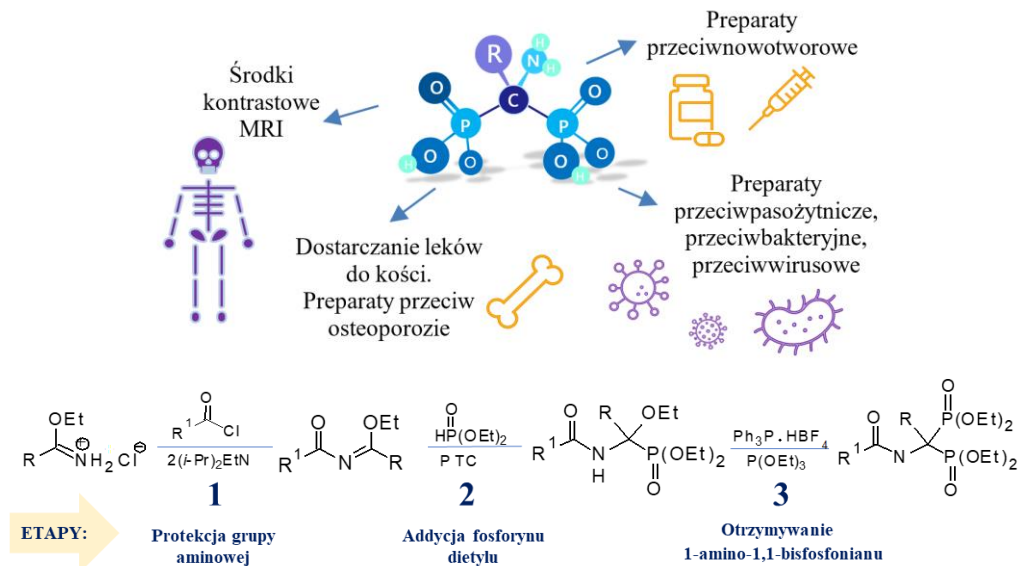 Preparaty
przeciwnowotworowe
Środki
kontrastowe
MRI
R
N
H
H
O
P
C
P
O
H
O
O
O
H
O
Preparaty
przeciwpasożytnicze,
przeciwbakteryjne,
przeciwwirusowe
Dostarczanie leków
do kości.
Preparaty przeciw
osteoporozie
OEt
R
NH2Cl
⊕
⊖
O
R1
Cl
2(i-Pr)2EtN
O
OEt
R1
N
R
O
HP(OEt)2
PTC
O
R
OEt
R1
N
H
P(OEt)2
O
Ph3P.HBF4
P(OEt)3
O
R
O
P(OEt)2
R1
N
P(OEt)2
O
1
2
3
ETAPY:
Protekcja grupy
aminowej
Addycja fosforynu
dietylu
Otrzymywanie
1-amino-1,1-bisfosfonianu